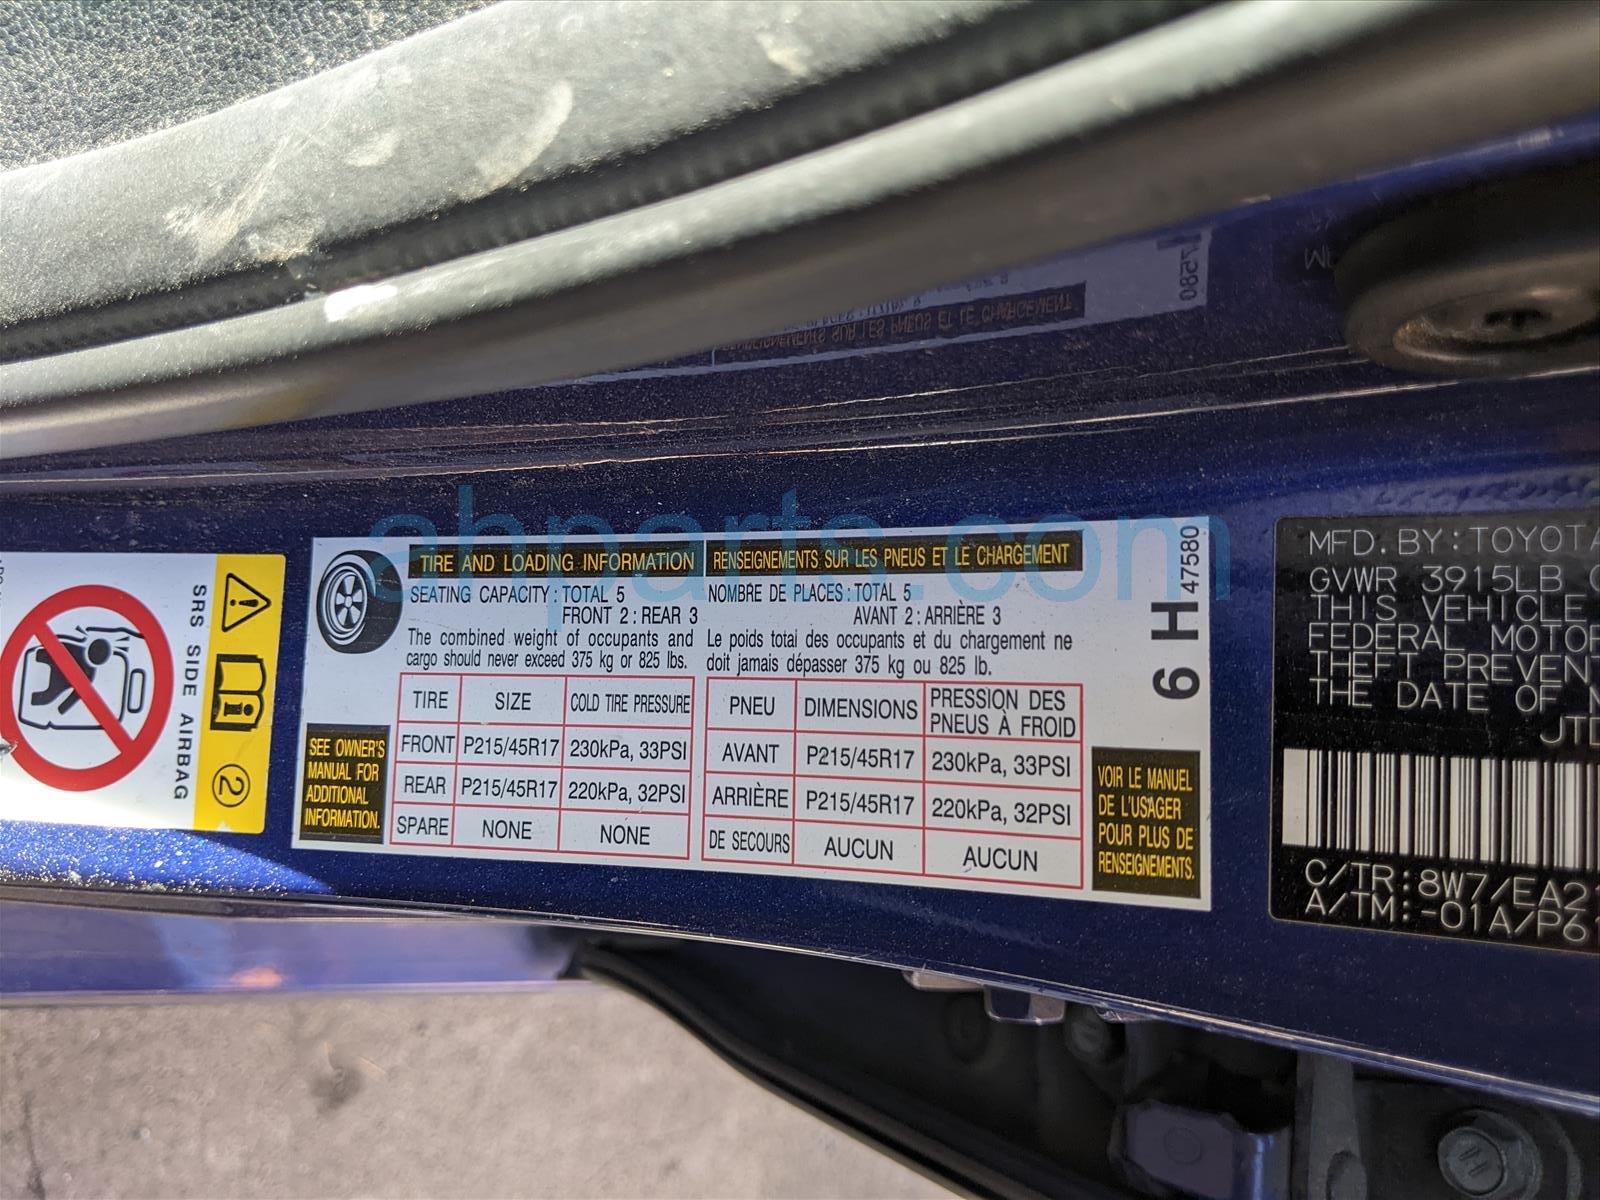 ahparts.com
SRS SIDE AIRBAG
2
TIRE AND LOADING INFORMATION
SEATING CAPACITY : TOTAL 5
FRONT 2 : REAR 3
The combined weight of occupants and
cargo should never exceed 375 kg or 825 lbs.
TIRE SIZE COLD TIRE PRESSURE
FRONT P215/45R17 230kPa, 33PSI
REAR P215/45R17 220kPa, 32PSI
SPARE NONE NONE
SEE OWNER'S
MANUAL FOR
ADDITIONAL
INFORMATION.
RENSEIGNEMENTS SUR LES PNEUS ET LE CHARGEMENT
NOMBRE DE PLACES : TOTAL 5
AVANT 2 : ARRIÈRE 3
Le poids total des occupants et du chargement ne
doit jamais dépasser 375 kg ou 825 lb.
PNEU DIMENSIONS PRESSION DES
PNEUS À FROID
AVANT P215/45R17 230kPa, 33PSI
ARRIÈRE P215/45R17 220kPa, 32PSI
DE SECOURS AUCUN AUCUN
VOIR LE MANUEL
DE L'USAGER
POUR PLUS DE
RENSEIGNEMENTS.
6 H 47580
MFD. BY : TOYOTA
GVWR 3915LB
THIS VEHICLE
FEDERAL MOTOR
THEFT PREVENT
THE DATE OF
JTD
C/TR: 8W7/EA2
A/TM: -01A/P6